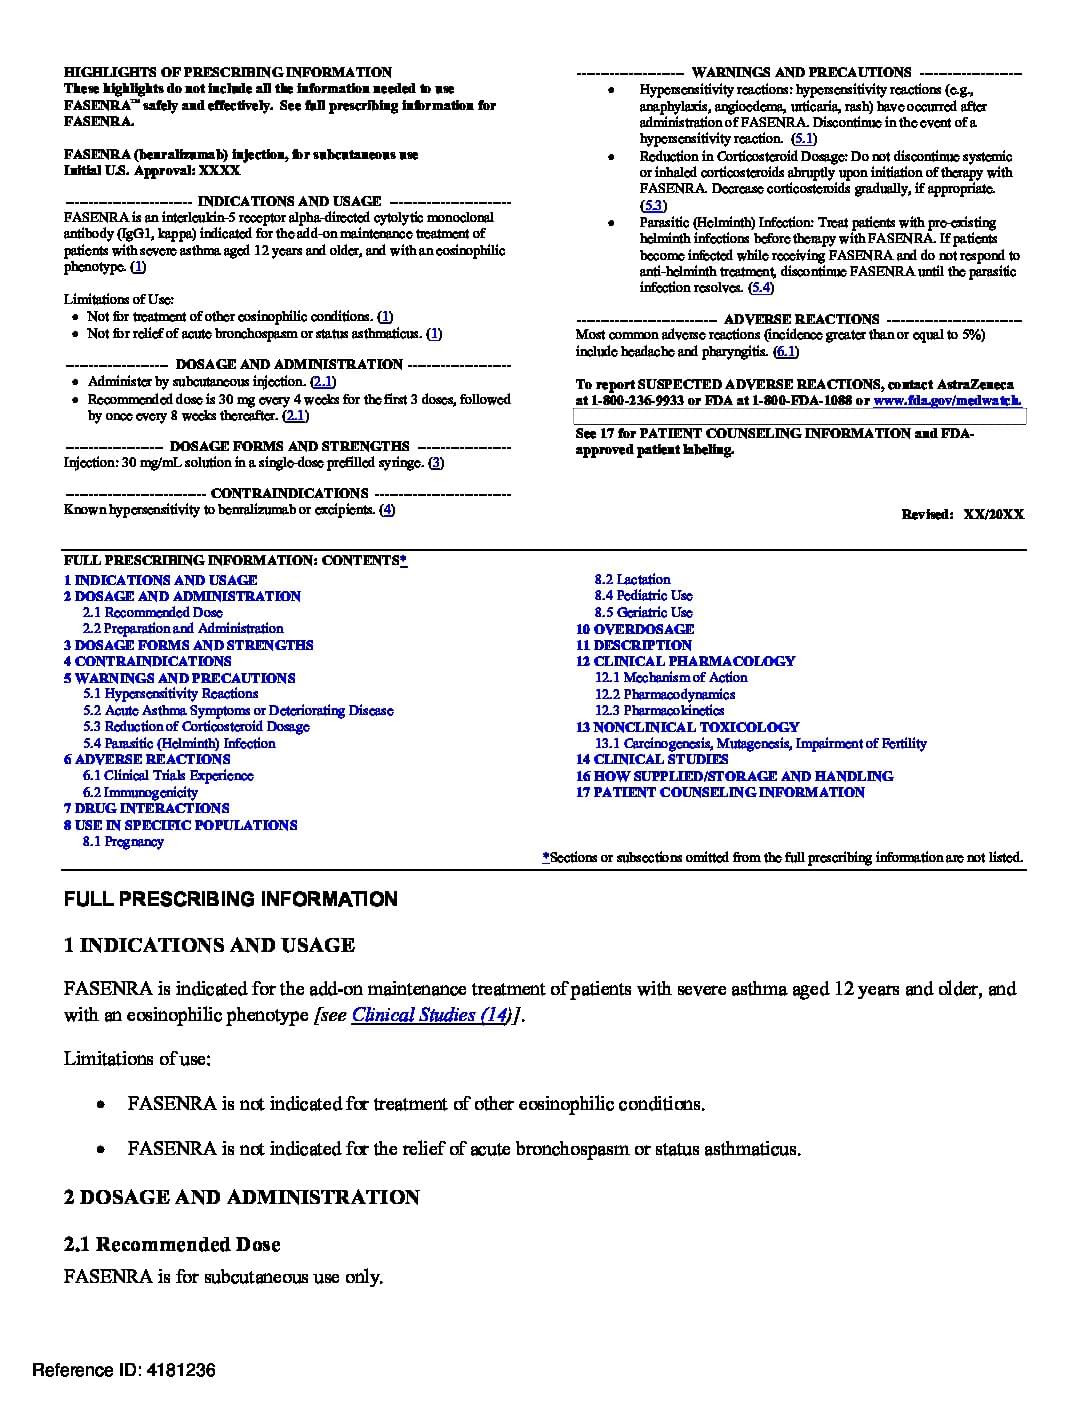 HIGHLIGHTS OF PRESCRIBING INFORMATION
These highlights do not include all the information needed to use
FASENRA™ safely and effectively. See full prescribing information for
FASENRA.
FASENRA (benralizumab) injection, for subcutaneous use
Initial U.S. Approval: XXXX
--------------------------- INDICATIONS AND USAGE --------------------------
FASENRA is an interleukin-5 receptor alpha-directed cytolytic monoclonal
antibody (IgG1, kappa) indicated for the add-on maintenance treatment of
patients with severe asthma aged 12 years and older, and with an eosinophilic
phenotype. (1)
Limitations of Use:
• Not for treatment of other eosinophilic conditions. (1)
• Not for relief of acute bronchospasm or status asthmaticus. (1)
---------------------- DOSAGE AND ADMINISTRATION ----------------------
• Administer by subcutaneous injection. (2.1)
• Recommended dose is 30 mg every 4 weeks for the first 3 doses, followed
by once every 8 weeks thereafter. (2.1)
--------------------- DOSAGE FORMS AND STRENGTHS --------------------
Injection: 30 mg/mL solution in a single-dose prefilled syringe. (3)
------------------------------ CONTRAINDICATIONS -----------------------------
Known hypersensitivity to benralizumab or excipients. (4)
----------------------- WARNINGS AND PRECAUTIONS ----------------------
• Hypersensitivity reactions: hypersensitivity reactions (e.g.,
anaphylaxis, angioedema, urticaria, rash) have occurred after
administration of FASENRA. Discontinue in the event of a
hypersensitivity reaction. (5.1)
• Reduction in Corticosteroid Dosage: Do not discontinue systemic
or inhaled corticosteroids abruptly upon initiation of therapy with
FASENRA. Decrease corticosteroids gradually, if appropriate.
(5.3)
• Parasitic (Helminth) Infection: Treat patients with pre-existing
helminth infections before therapy with FASENRA. If patients
become infected while receiving FASENRA and do not respond to
anti-helminth treatment, discontinue FASENRA until the parasitic
infection resolves. (5.4)
------------------------------ ADVERSE REACTIONS -----------------------------
Most common adverse reactions (incidence greater than or equal to 5%)
include headache and pharyngitis. (6.1)
To report SUSPECTED ADVERSE REACTIONS, contact AstraZeneca
at 1-800-236-9933 or FDA at 1-800-FDA-1088 or www.fda.gov/medwatch.
See 17 for PATIENT COUNSELING INFORMATION and FDA-
approved patient labeling.
Revised: XX/20XX
FULL PRESCRIBING INFORMATION: CONTENTS*
1 INDICATIONS AND USAGE
2 DOSAGE AND ADMINISTRATION
2.1 Recommended Dose
2.2 Preparation and Administration
3 DOSAGE FORMS AND STRENGTHS
4 CONTRAINDICATIONS
5 WARNINGS AND PRECAUTIONS
5.1 Hypersensitivity Reactions
5.2 Acute Asthma Symptoms or Deteriorating Disease
5.3 Reduction of Corticosteroid Dosage
5.4 Parasitic (Helminth) Infection
6 ADVERSE REACTIONS
6.1 Clinical Trials Experience
6.2 Immunogenicity
7 DRUG INTERACTIONS
8 USE IN SPECIFIC POPULATIONS
8.1 Pregnancy
8.2 Lactation
8.4 Pediatric Use
8.5 Geriatric Use
10 OVERDOSAGE
11 DESCRIPTION
12 CLINICAL PHARMACOLOGY
12.1 Mechanism of Action
12.2 Pharmacodynamics
12.3 Pharmacokinetics
13 NONCLINICAL TOXICOLOGY
13.1 Carcinogenesis, Mutagenesis, Impairment of Fertility
14 CLINICAL STUDIES
16 HOW SUPPLIED/STORAGE AND HANDLING
17 PATIENT COUNSELING INFORMATION
*Sections or subsections omitted from the full prescribing information are not listed.
FULL PRESCRIBING INFORMATION
1 INDICATIONS AND USAGE
FASENRA is indicated for the add-on maintenance treatment of patients with severe asthma aged 12 years and older, and
with an eosinophilic phenotype [see Clinical Studies (14)].
Limitations of use:
• FASENRA is not indicated for treatment of other eosinophilic conditions.
• FASENRA is not indicated for the relief of acute bronchospasm or status asthmaticus.
2 DOSAGE AND ADMINISTRATION
2.1 Recommended Dose
FASENRA is for subcutaneous use only.
Reference ID: 4181236